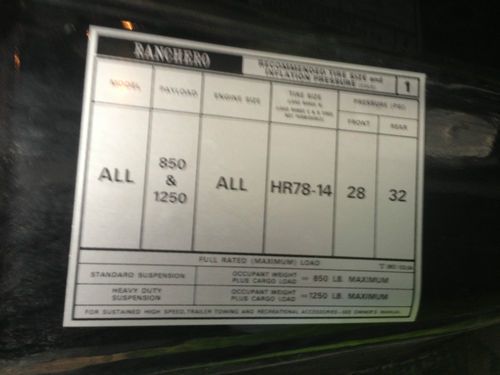 RANCHERO
RECOMMENDED TIRE SIZE and
INFLATION PRESSURE (COLD)
1
MODEL PAYLOAD ENGINE SIZE TIRE SIZE PRESSURE (PSI)
LOAD RANGE B,
FRONT REAR
ALL 850 & 1250 ALL HR78-14 28 32
FULL RATED (MAXIMUM) LOAD
STANDARD SUSPENSION OCCUPANT WEIGHT
PLUS CARGO LOAD = 850 LB. MAXIMUM
HEAVY DUTY
SUSPENSION OCCUPANT WEIGHT
PLUS CARGO LOAD = 1250 LB. MAXIMUM
FOR SUSTAINED HIGH SPEED, TRAILER TOWING AND RECREATIONAL ACCESSORIES-SEE OWNER'S MANUAL